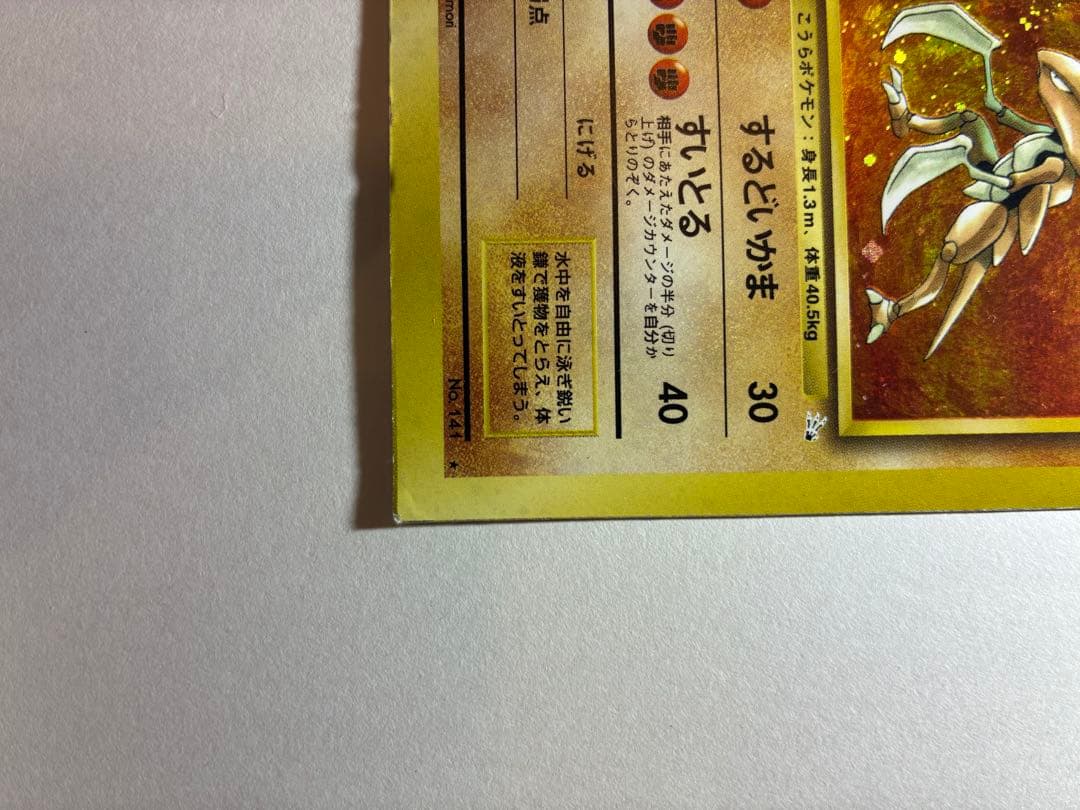 こうらポケモン：身長1.3m、体重40.5kg
するどいかま 30
すいとる 40
相手にあたえたダメージの半分（切り
上げ）のダメージカウンターを自分か
らとりのぞく。
にげる
点
水中を自由に泳ぎ鋭い
鎌で獲物をとらえ、体
液をすいとってしまう。
No. 141 ★
mori